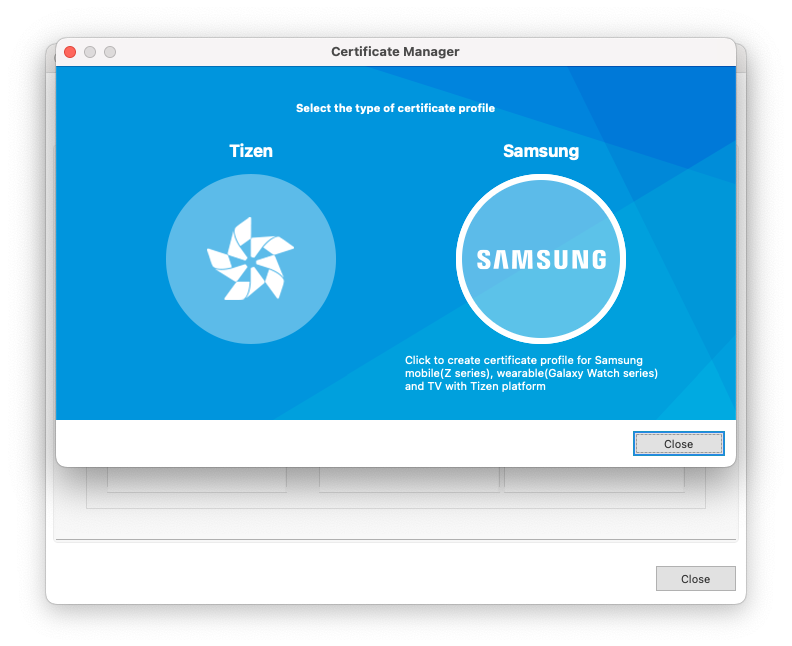 Certificate Manager
Select the type of certificate profile
Tizen
Samsung
SAMSUNG
Click to create certificate profile for Samsung
mobile(Z series), wearable(Galaxy Watch series)
and TV with Tizen platform
Close
Close